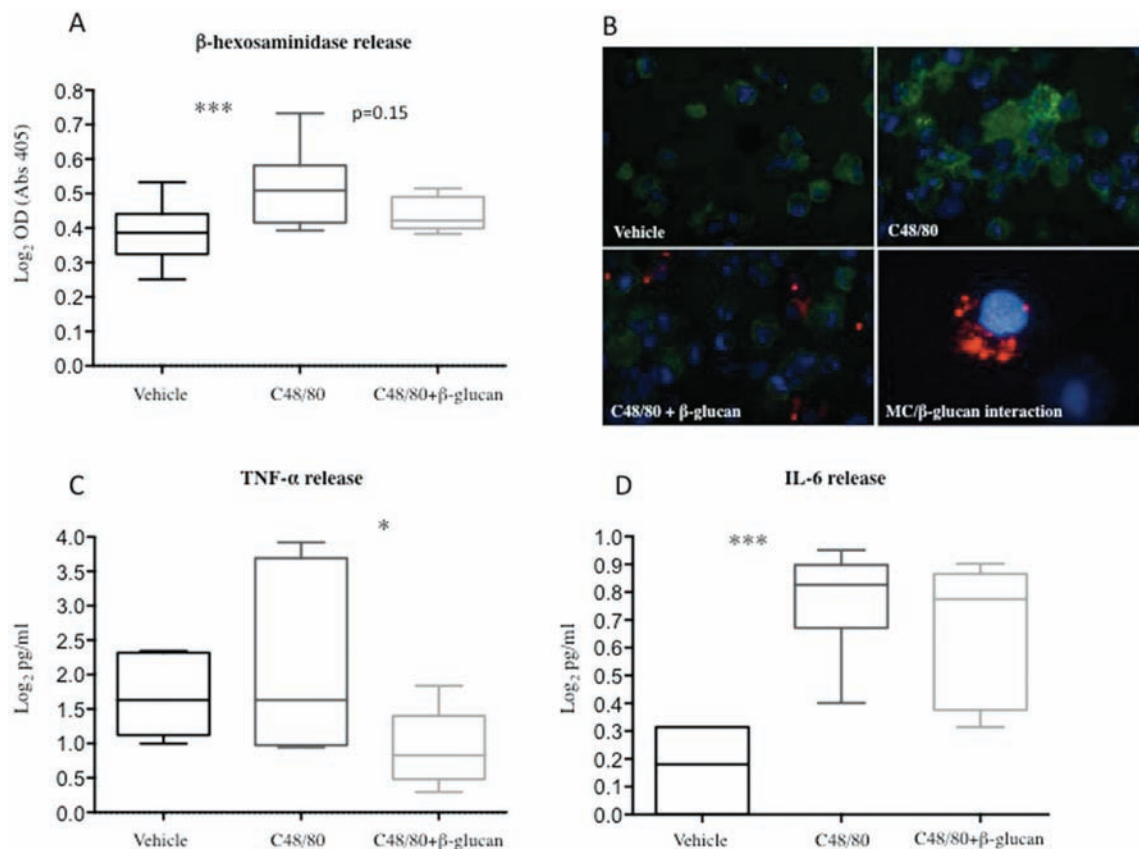 A
β-hexosaminidase release
Log₂ OD (Abs 405)
0.8
0.7
0.6
0.5
0.4
0.3
0.2
0.1
0.0
***
p=0.15
Vehicle
C48/80
C48/80+β-glucan
B
Vehicle
C48/80
C48/80 + β-glucan
MC/β-glucan interaction
C
TNF-α release
Log₂ pg/ml
4.0
3.5
3.0
2.5
2.0
1.5
1.0
0.5
0.0
*
Vehicle
C48/80
C48/80+β-glucan
D
IL-6 release
Log₂ pg/ml
1.0
0.9
0.8
0.7
0.6
0.5
0.4
0.3
0.2
0.1
0.0
***
Vehicle
C48/80
C48/80+β-glucan